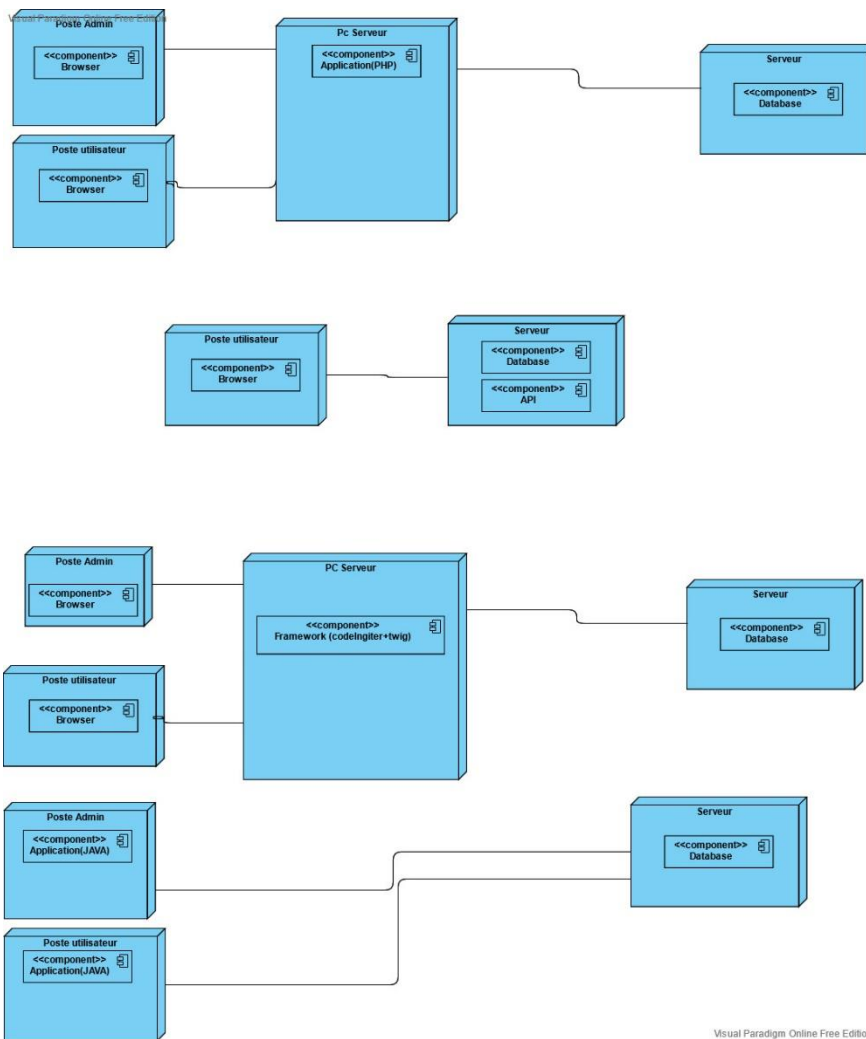 Visual Paradigm Online Free Edition
Poste Admin
<<component>>
Browser
Pc Serveur
<<component>>
Application(PHP)
Serveur
<<component>>
Database
Poste utilisateur
<<component>>
Browser
Poste utilisateur
<<component>>
Browser
Serveur
<<component>>
Database
<<component>>
API
Poste Admin
<<component>>
Browser
PC Serveur
<<component>>
Framework (codeIngiter+twig)
Serveur
<<component>>
Database
Poste utilisateur
<<component>>
Browser
Poste Admin
<<component>>
Application(JAVA)
Serveur
<<component>>
Database
Poste utilisateur
<<component>>
Application(JAVA)
Visual Paradigm Online Free Editio